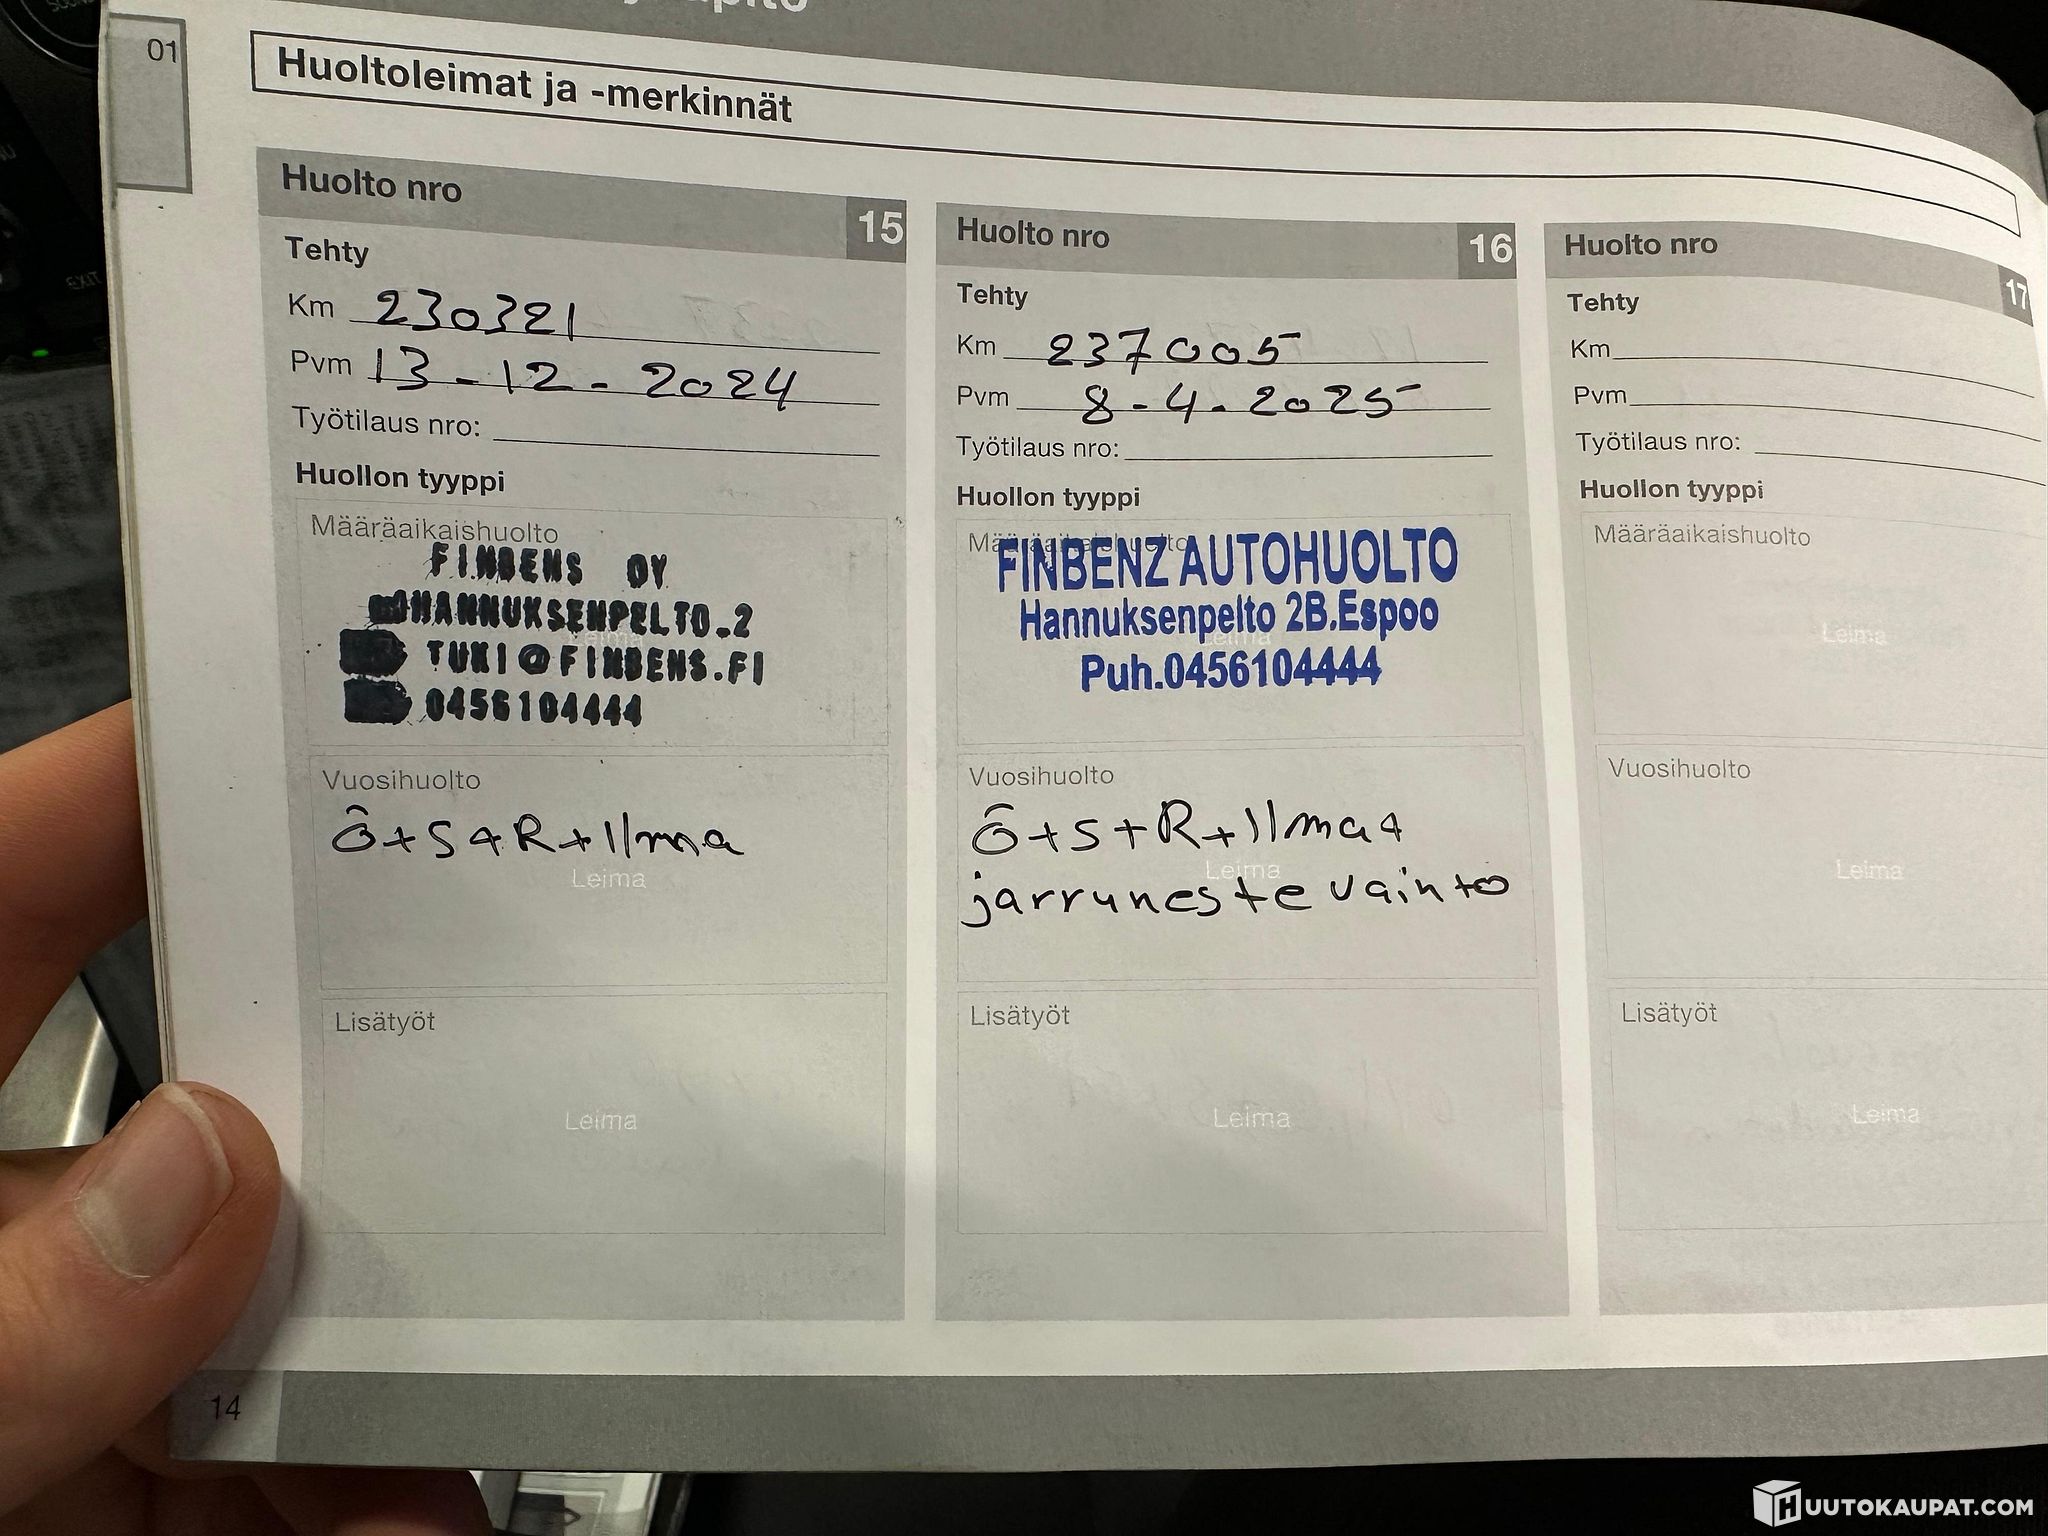 01
Huoltoleimat ja -merkinnät
Huolto nro 15
Tehty
Km 230321
Pvm 13-12-2024
Työtilaus nro:
Huollon tyyppi
Määräaikaishuolto
FINBENS OY
HANNUKSENPELTO.2
TUKI@FINBENS.FI
0456104444
Leima
Vuosihuolto
Ö+S+R+Ilma
Leima
Lisätyöt
Leima
Huolto nro 16
Tehty
Km 237005
Pvm 8-4-2025
Työtilaus nro:
Huollon tyyppi
Määräaikaishuolto
FINBENZ AUTOHUOLTO
Hannuksenpelto 2B.Espoo
Leima
Puh.0456104444
Vuosihuolto
Ö+S+R+Ilma+
Leima
jarruneste vainto
Lisätyöt
Leima
Huolto nro 17
Tehty
Km
Pvm
Työtilaus nro:
Huollon tyyppi
Määräaikaishuolto
Leima
Vuosihuolto
Leima
Lisätyöt
Leima
14
HUUTOKAUPAT.COM